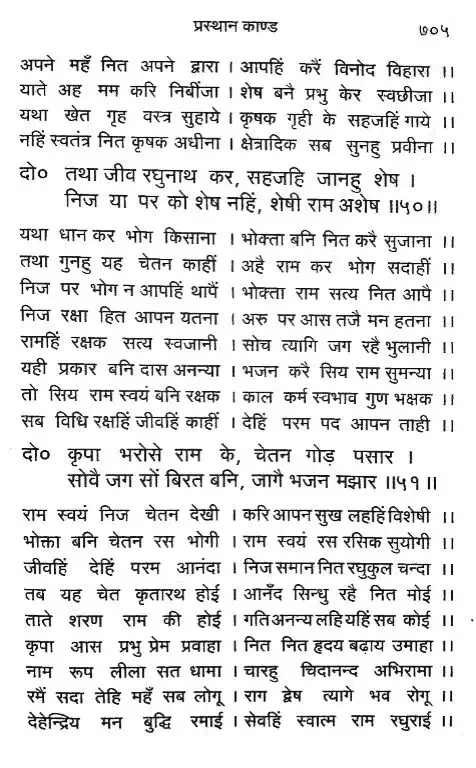 प्रस्थान काण्ड ७०५
अपने महँ नित अपने द्वारा । आपहिं करैं विनोद विहारा ।।
याते अह मम करि निबींजा । शेष बनै प्रभु केर स्वछीजा ।।
यथा खेत गृह वस्त्र सुहाये । कृषक गृही के सहजहिं गाये ।।
नहिं स्वतंत्र नित कृषक अधीना । क्षेत्रादिक सब सुनहु प्रवीना ।।
दो० तथा जीव रघुनाथ कर, सहजहि जानहु शेष ।
निज या पर को शेष नहिं, शेषी राम अशेष ।।५०।।
यथा धान कर भोग किसाना । भोक्ता बनि नित करै सुजाना ।।
तथा गुनहु यह चेतन काहीं । अहै राम कर भोग सदाहीं ।।
निज पर भोग न आपहिं थापैं । भोक्ता राम सत्य नित आपै ।।
निज रक्षा हित आपन यतना । अरु पर आस तजै मन हतना ।।
रामहिं रक्षक सत्य स्वजानी । सोच त्यागि जग रहै भुलानी ।।
यही प्रकार बनि दास अनन्या । भजन करै सिय राम सुमन्या ।।
तो सिय राम स्वयं बनि रक्षक । काल कर्म स्वभाव गुण भक्षक ।।
सब विधि रक्षहिं जीवहिं काहीं । देहिं परम पद आपन ताही ।।
दो० कृपा भरोसे राम के, चेतन गोड़ पसार ।
सोवै जग सों बिरत बनि, जागै भजन मझार ।।५१।।
राम स्वयं निज चेतन देखी । करि आपन सुख लहहिं विशेषी ।।
भोक्ता बनि चेतन रस भोगी । राम स्वयं रस रसिक सुयोगी ।।
जीवहिं देहिं परम आनंदा । निज समान नित रघुकुल चन्दा ।।
तब यह चेत कृतारथ होई । आनँद सिन्धु रहै नित मोई ।।
ताते शरण राम की होई । गति अनन्य लहि यहिं सब कोई ।।
कृपा आस प्रभु प्रेम प्रवाहा । नित नित हृदय बढ़ाय उमाहा ।।
नाम रूप लीला सत धामा । चारहु चिदानन्द अभिरामा ।।
रमैं सदा तेहि महँ सब लोगू । राग द्वेष त्यागे भव रोगू ।।
देहेन्द्रिय मन बुद्धि रमाई । सेवहिं स्वात्म राम रघुराई ।।